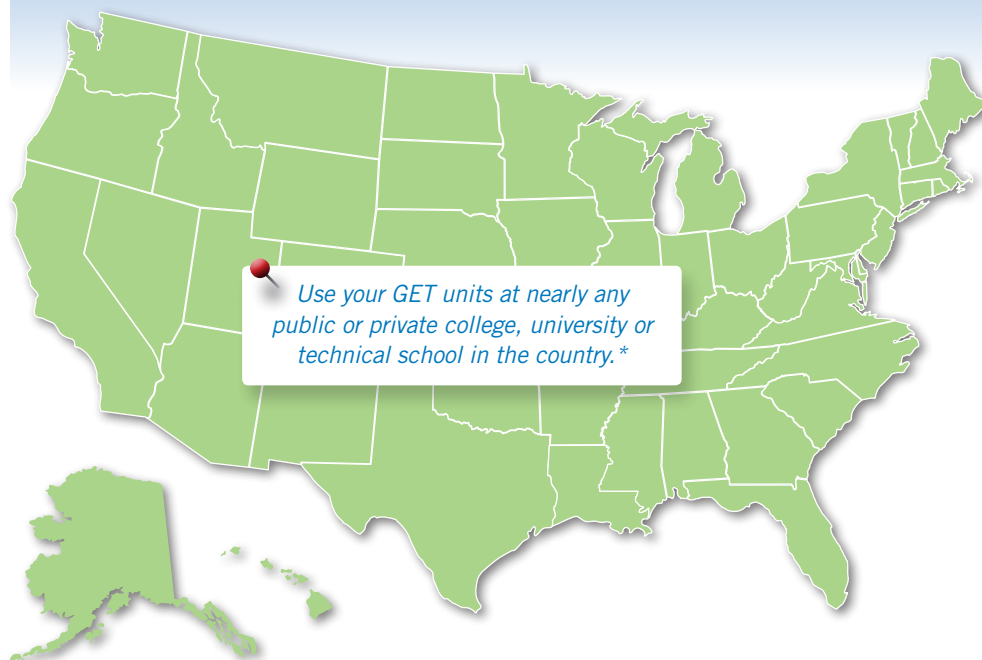 Use your GET units at nearly any
public or private college, university or
technical school in the country.*